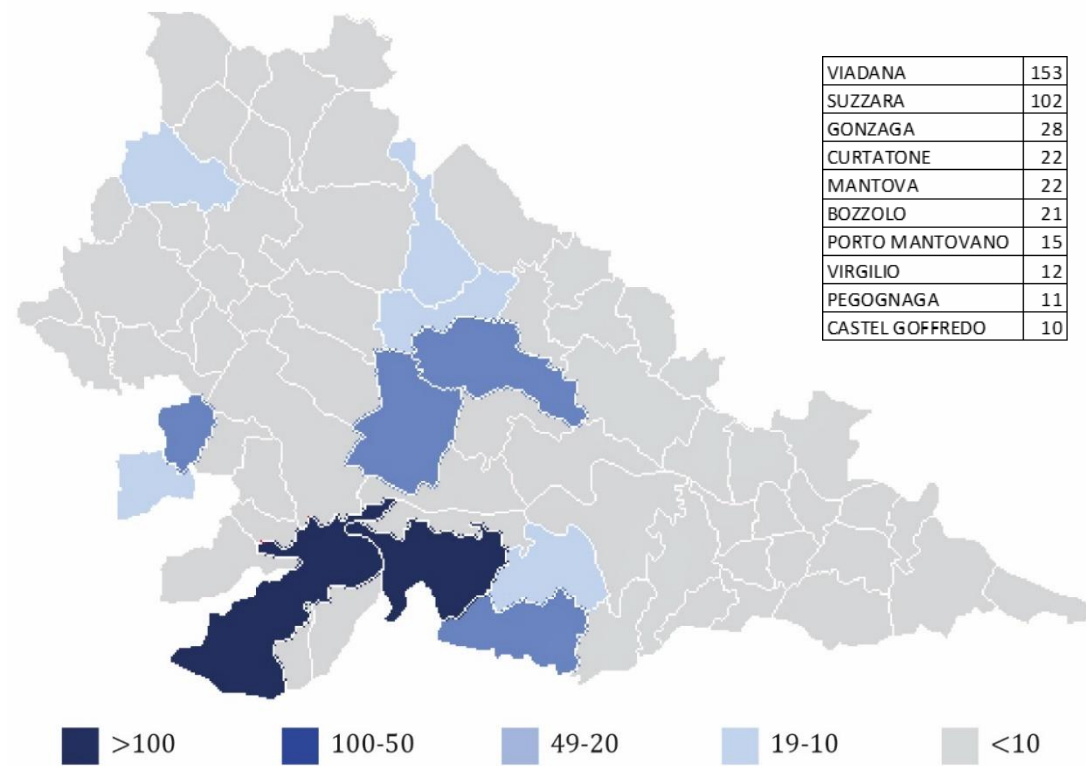 VIADANA 153
SUZZARA 102
GONZAGA 28
CURTATONE 22
MANTOVA 22
BOZZOLO 21
PORTO MANTOVANO 15
VIRGILIO 12
PEGOGNAGA 11
CASTEL GOFFREDO 10
>100 100-50 49-20 19-10 <10